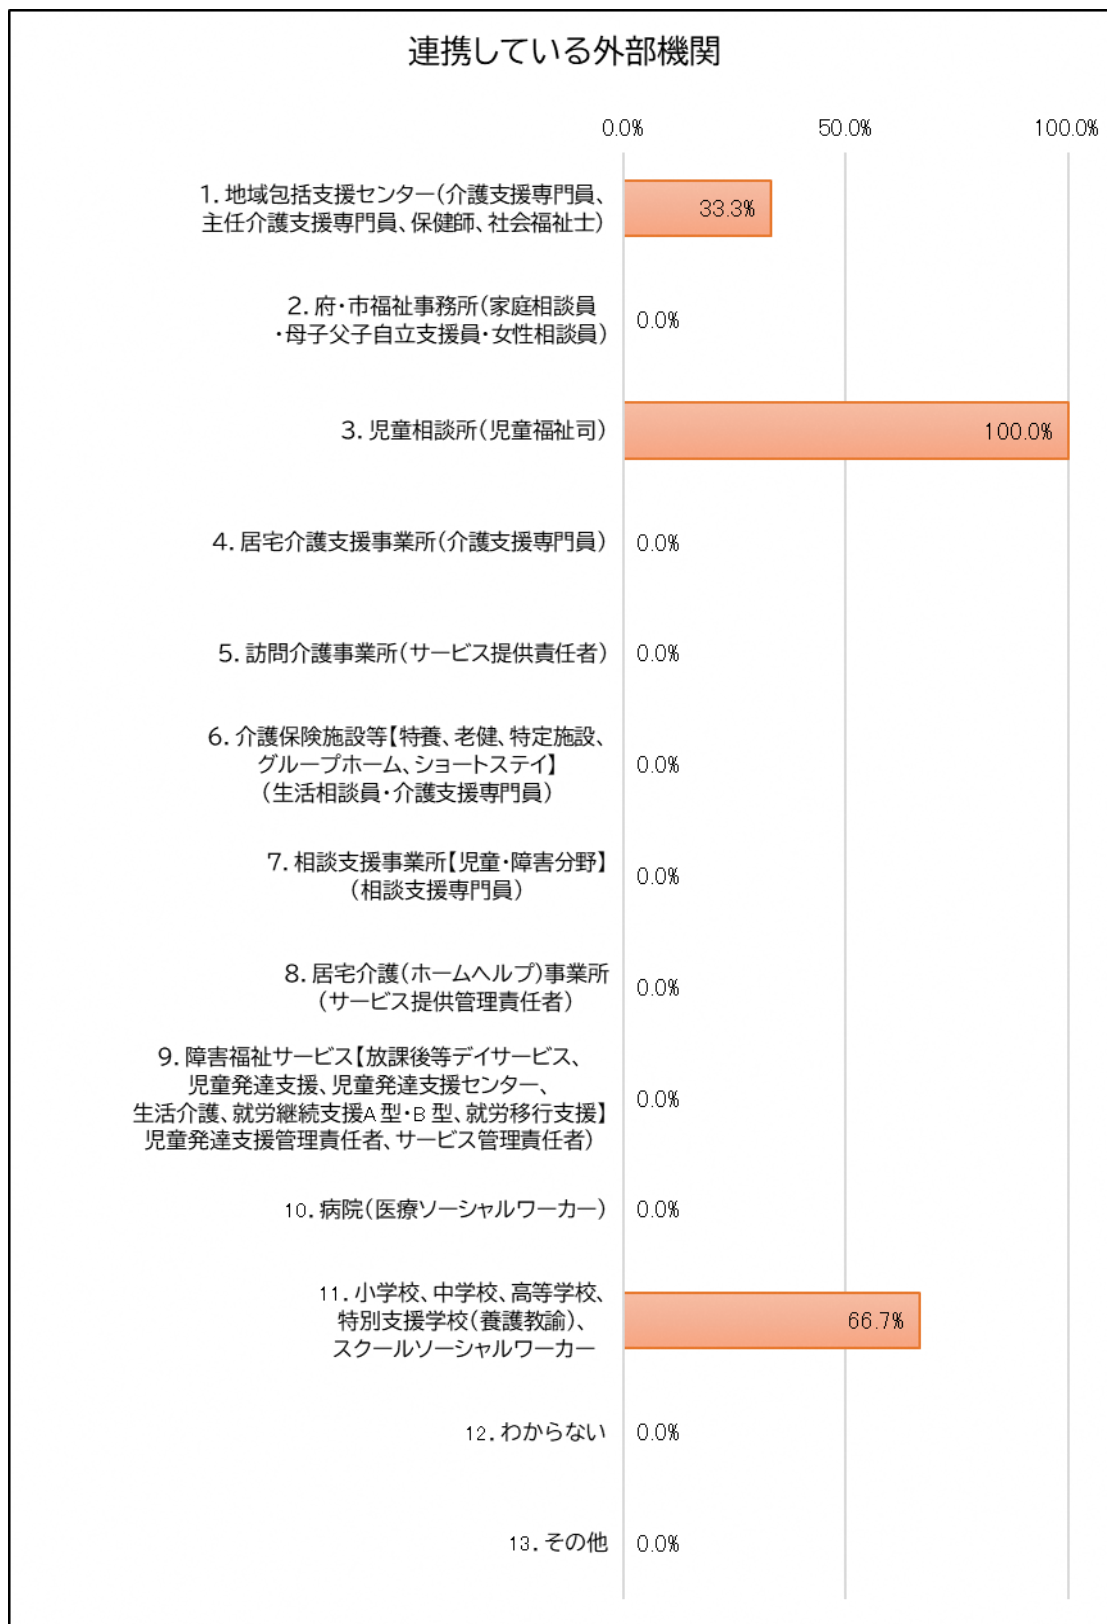 連携している外部機関
0.0%
50.0%
100.0%
1.地域包括支援センター(介護支援専門員、
主任介護支援専門員、保健師、社会福祉士)
33.3%
2.府・市福祉事務所(家庭相談員
・母子父子自立支援員・女性相談員)
0.0%
3.児童相談所(児童福祉司)
100.0%
4.居宅介護支援事業所(介護支援専門員)
0.0%
5.訪問介護事業所(サービス提供責任者)
0.0%
6.介護保険施設等【特養、老健、特定施設、
グループホーム、ショートステイ】
(生活相談員・介護支援専門員)
0.0%
7.相談支援事業所【児童・障害分野】
(相談支援専門員)
0.0%
8.居宅介護(ホームヘルプ)事業所
(サービス提供管理責任者)
0.0%
9.障害福祉サービス【放課後等デイサービス、
児童発達支援、児童発達支援センター、
生活介護、就労継続支援A型・B型、就労移行支援】
児童発達支援管理責任者、サービス管理責任者)
0.0%
10.病院(医療ソーシャルワーカー)
0.0%
11.小学校、中学校、高等学校、
特別支援学校(養護教諭)、
スクールソーシャルワーカー
66.7%
12.わからない
0.0%
13.その他
0.0%